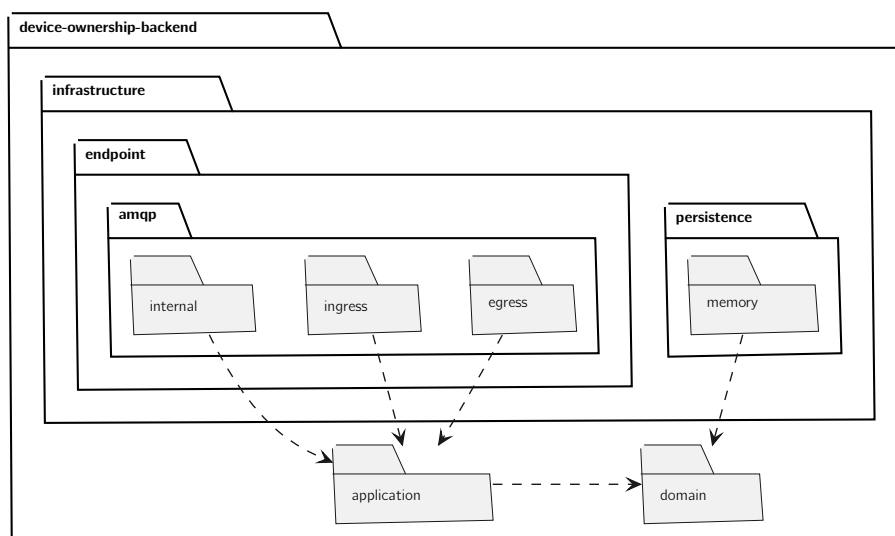 device-ownership-backend
infrastructure
endpoint
amqp
persistence
internal
ingress
egress
memory
application
domain